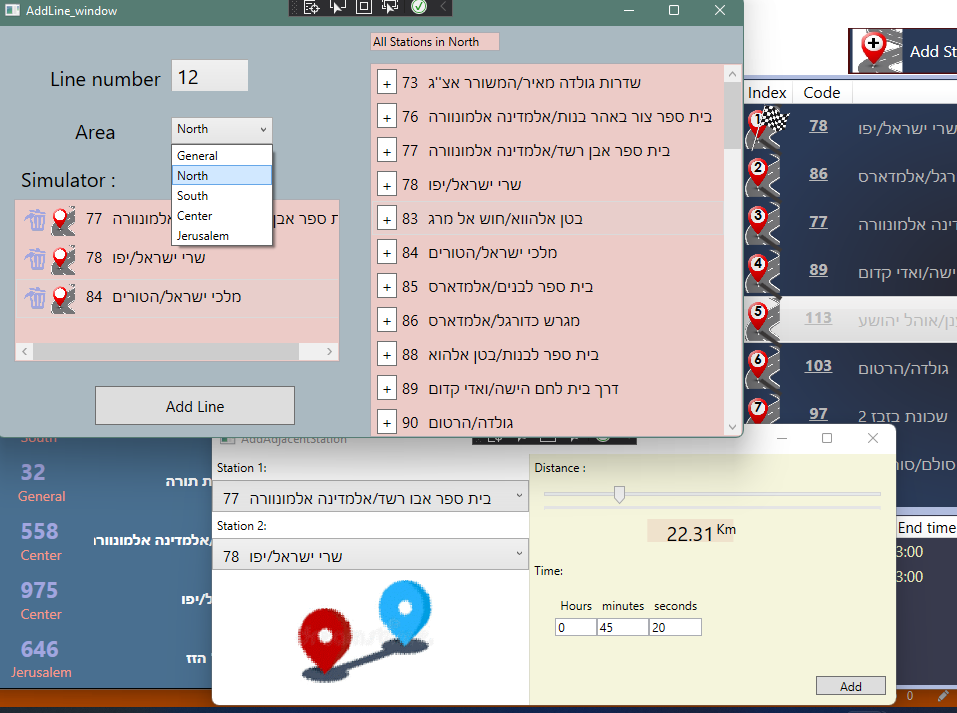 AddLine_window
Line number 12
Area North
General
North
South
Center
Jerusalem
Simulator :
77
78 שרי ישראל/יפו
84 מלכי ישראל/הטורים
Add Line
All Stations in North
+ 73 שדרות גולדה מאיר/המשורר אצ''ג
+ 76 בית ספר צור באהר בנות/אלמדינה אלמונוורה
+ 77 בית ספר אבן רשד/אלמדינה אלמונוורה
+ 78 שרי ישראל/יפו
+ 83 בטן אלהווא/חוש אל מרג
+ 84 מלכי ישראל/הטורים
+ 85 בית ספר לבנים/אלמדארס
+ 86 מגרש כדורגל/אלמדארס
+ 88 בית ספר לבנות/בטן אלהוא
+ 89 דרך בית לחם הישה/ואדי קדום
+ 90 גולדה/הרטום
Add St
Index Code
1 78 שרי ישראל/יפו
2 86 רגל/אלמדארס
3 77 דינה אלמונוורה
4 89 ישה/ואדי קדום
5 113 נן/אוהל יהושע
6 103 גולדה/הרטום
7 97 שכונת בזבז 2
סולם/סור
End time
3:00
3:00
0
South
32
General
ת תורה
558
Center
/אלמדינה אלמונוורה
975
Center
ל/יפו
646
Jerusalem
הזז
AddAdjacentStation
Station 1:
77 בית ספר אבו רשד/אלמדינה אלמונוורה
Station 2:
78 שרי ישראל/יפו
Distance :
22.31 Km
Time:
Hours minutes seconds
0 45 20
Add